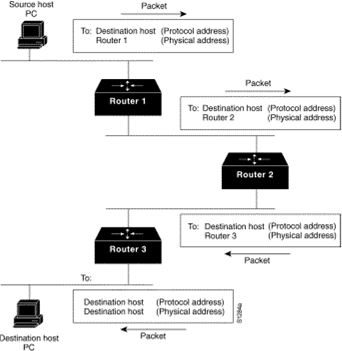 Source host
PC
Packet
To: Destination host (Protocol address)
Router 1 (Physical address)
Router 1
Packet
To: Destination host (Protocol address)
Router 2 (Physical address)
Router 2
To: Destination host (Protocol address)
Router 3 (Physical address)
Packet
Router 3
To:
Destination host (Protocol address)
Destination host (Physical address)
Packet
S1284a
Destination host
PC